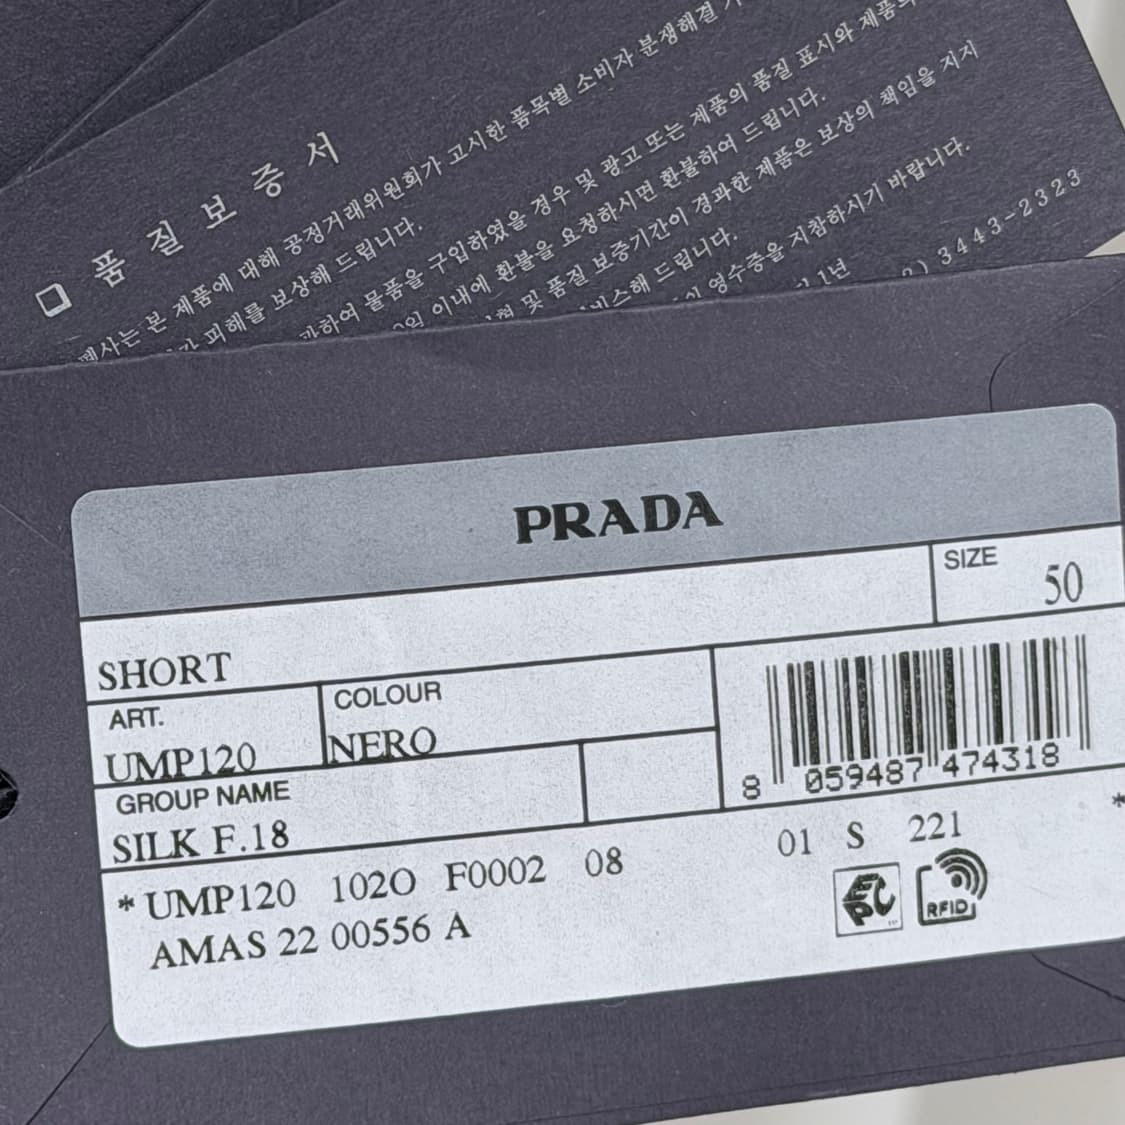 ❏ 품 질 보 증 서
본 제품에 대해 공정거래위원회가 고시한 품목별 소비자 분쟁해결
피해를 보상해 드립니다.
물품을 구입하였을 경우 및 광고 또는 제품의 품질 표시와 제품의
이내에 환불을 요청하시면 환불하여 드립니다.
및 품질 보증기간이 경과한 제품은 보상의 책임을 지지
드립니다.
영수증을 지참하시기 바랍니다.
1년
) 3443-2323
PRADA
SIZE
50
SHORT
ART.
UMP120
COLOUR
NERO
GROUP NAME
SILK F.18
8 059487 474318
* UMP120 102O F0002 08 01 S 221 *
AMAS 22 00556 A
EPC RFID